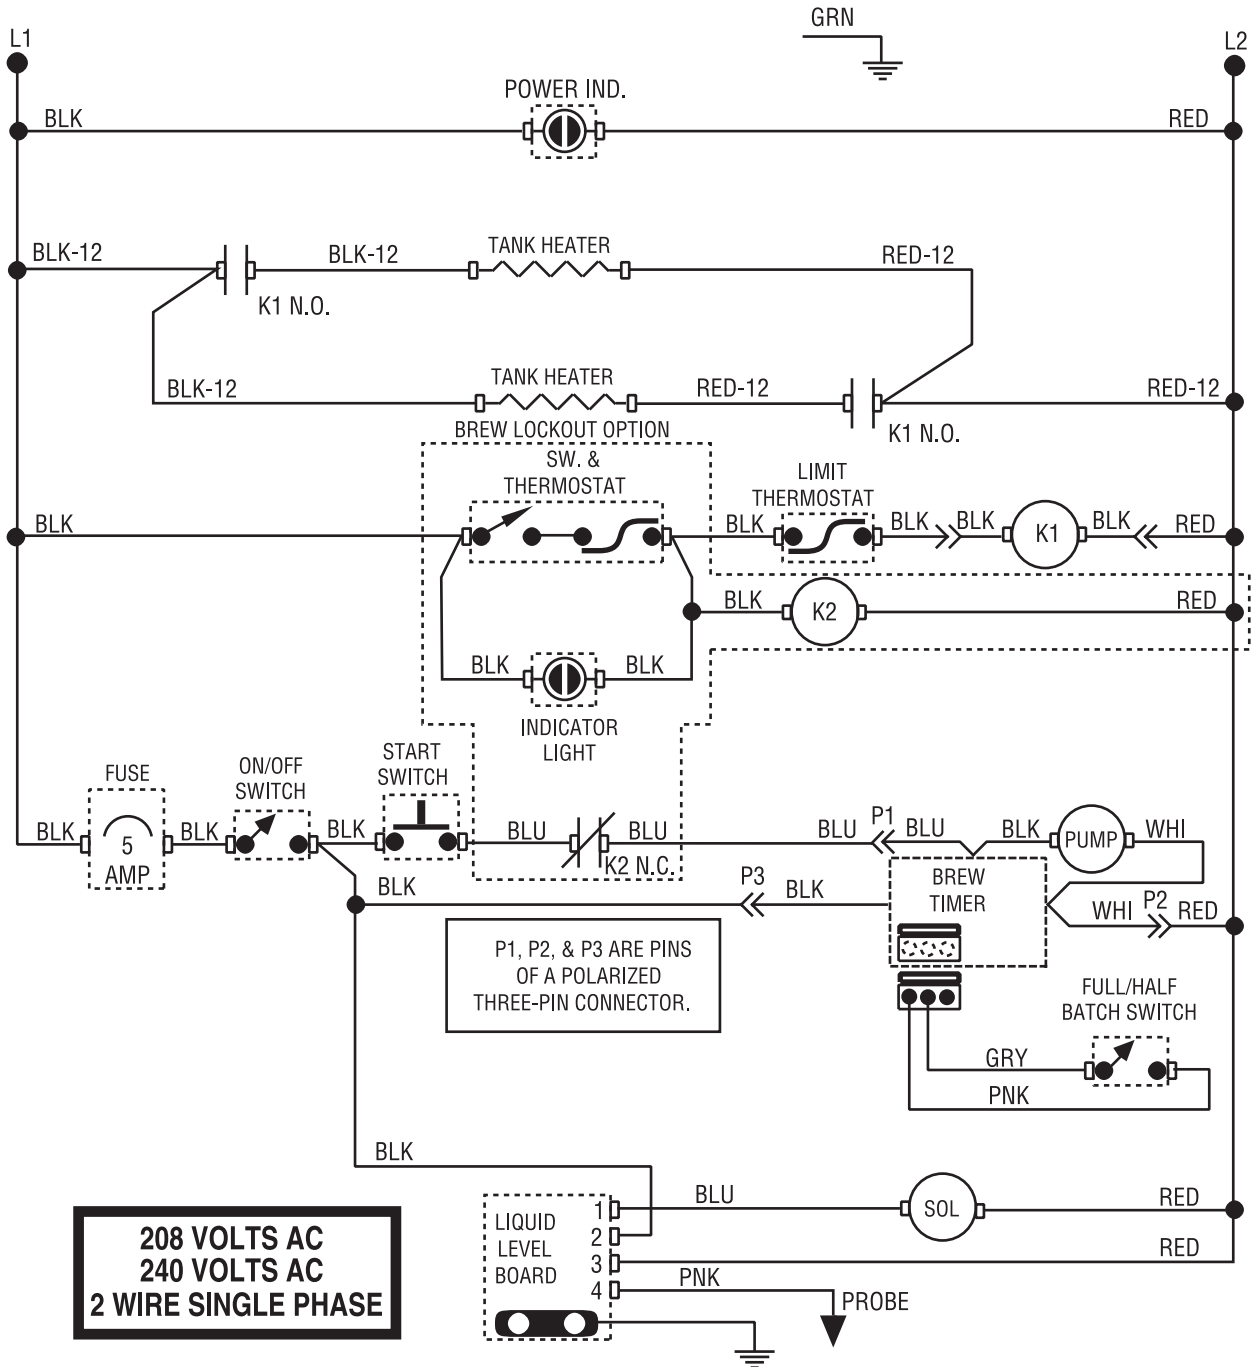 GRN
L1
L2
POWER IND.
BLK
RED
BLK-12
BLK-12
TANK HEATER
RED-12
K1 N.O.
BLK-12
TANK HEATER
RED-12
RED-12
K1 N.O.
BREW LOCKOUT OPTION
SW. &
THERMOSTAT
LIMIT
THERMOSTAT
BLK
BLK
BLK
BLK
K1
BLK
RED
BLK
K2
RED
BLK
BLK
INDICATOR
LIGHT
FUSE
ON/OFF
SWITCH
START
SWITCH
BLK
5
AMP
BLK
BLK
BLU
BLU
K2 N.C.
BLU
P1
BLU
BLK
PUMP
WHI
BLK
P3
BLK
BREW
TIMER
WHI
P2
RED
P1, P2, & P3 ARE PINS
OF A POLARIZED
THREE-PIN CONNECTOR.
FULL/HALF
BATCH SWITCH
GRY
PNK
BLK
LIQUID
LEVEL
BOARD
1
2
3
4
BLU
SOL
RED
RED
PNK
PROBE
208 VOLTS AC
240 VOLTS AC
2 WIRE SINGLE PHASE